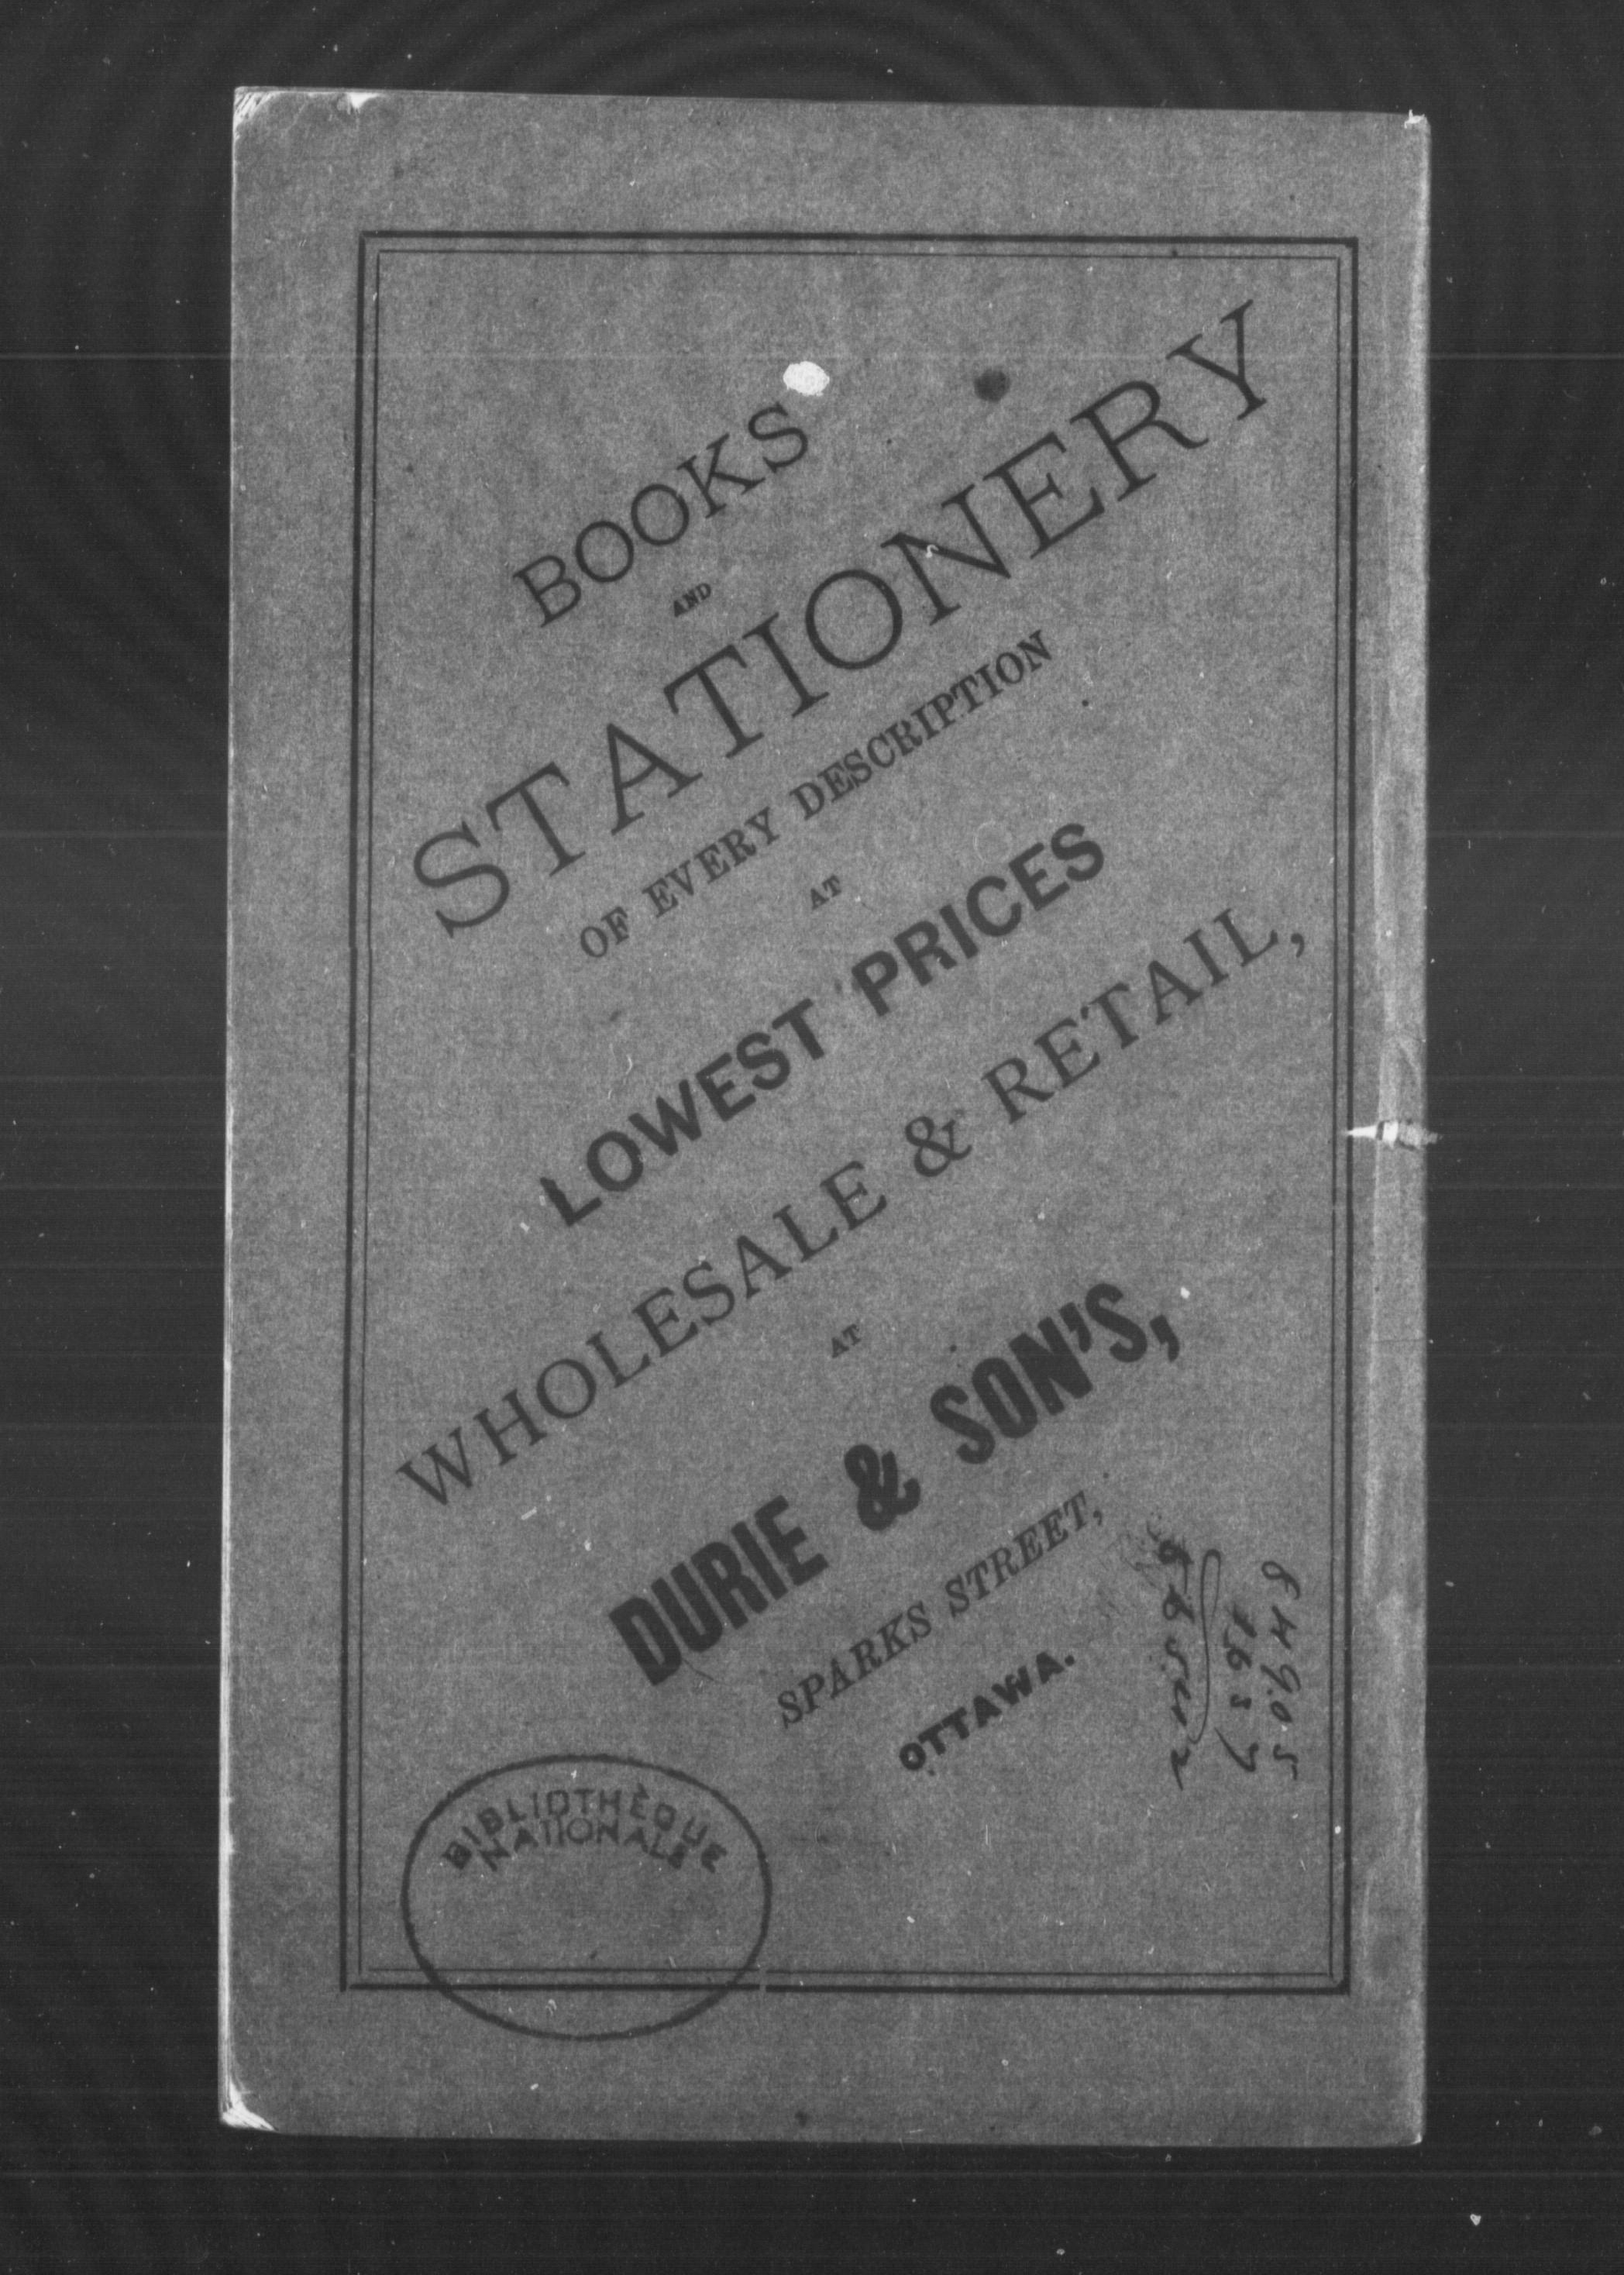 BOOKS
AND
STATIONERY
OF EVERY DESCRIPTION
AT
LOWEST PRICES
WHOLESALE & RETAIL,
AT
DURIE & SON'S,
SPARKS STREET,
OTTAWA.
BIBLIOTHÈQUE
NATIONALE